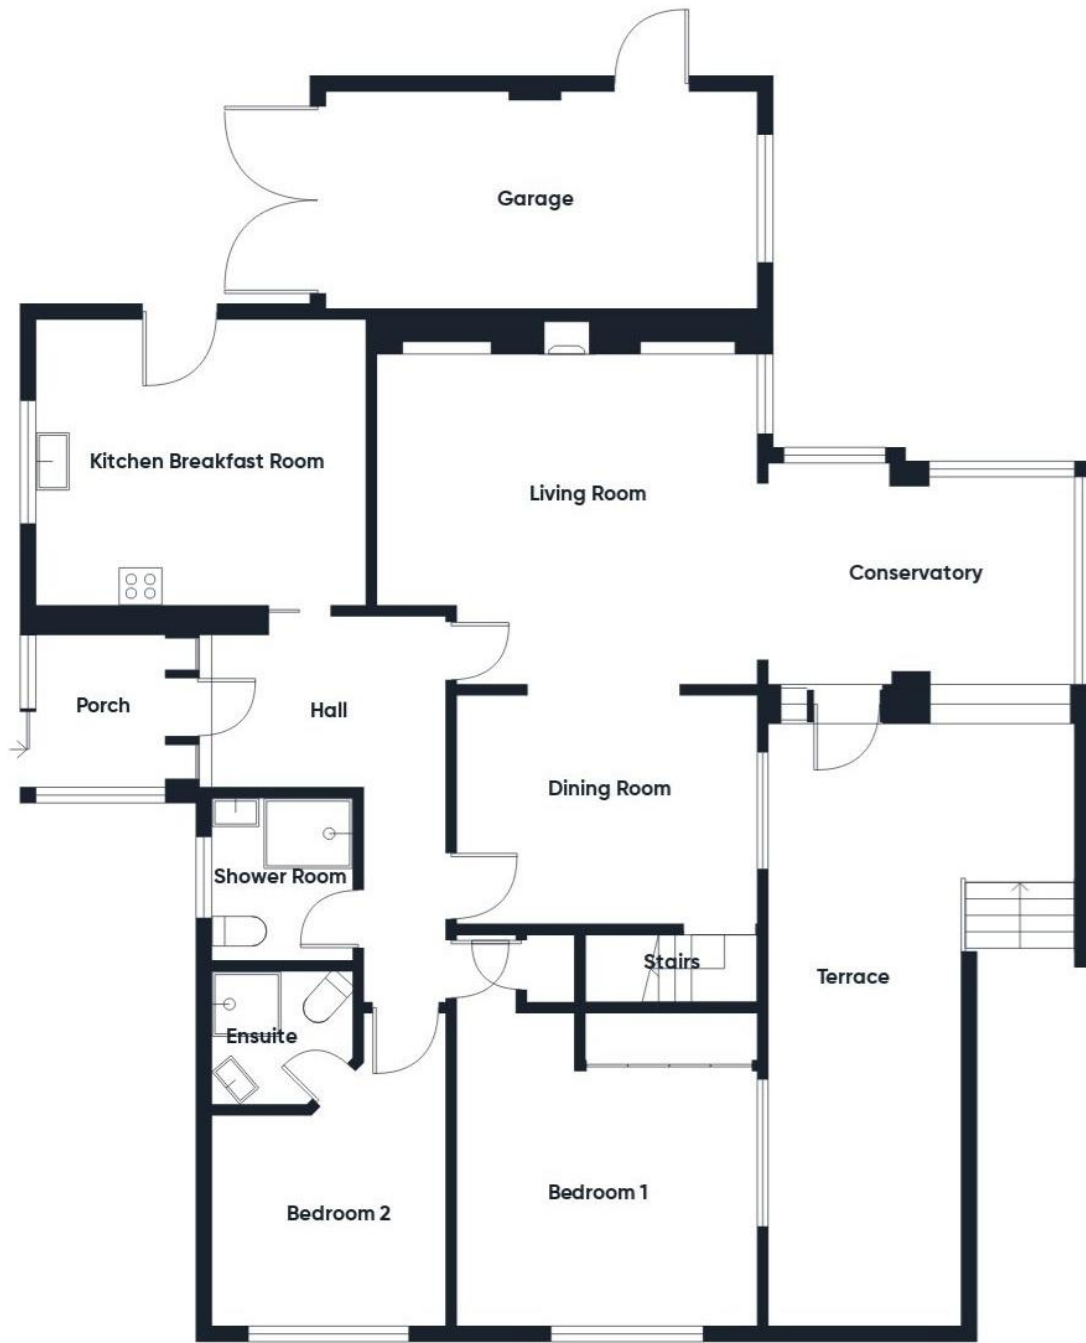 Garage
Kitchen Breakfast Room
Living Room
Conservatory
Porch
Hall
Dining Room
Shower Room
Stairs
Terrace
Ensuite
Bedroom 1
Bedroom 2